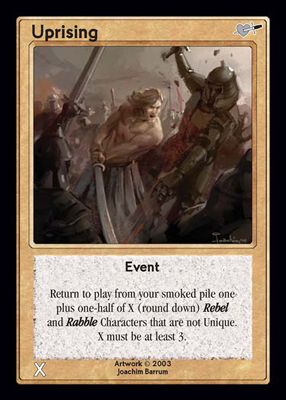 Uprising
Event
Return to play from your smoked pile one
plus one-half of X (round down) Rebel
and Rabble Characters that are not Unique.
X must be at least 3.
X
Artwork © 2003
Joachim Barrum